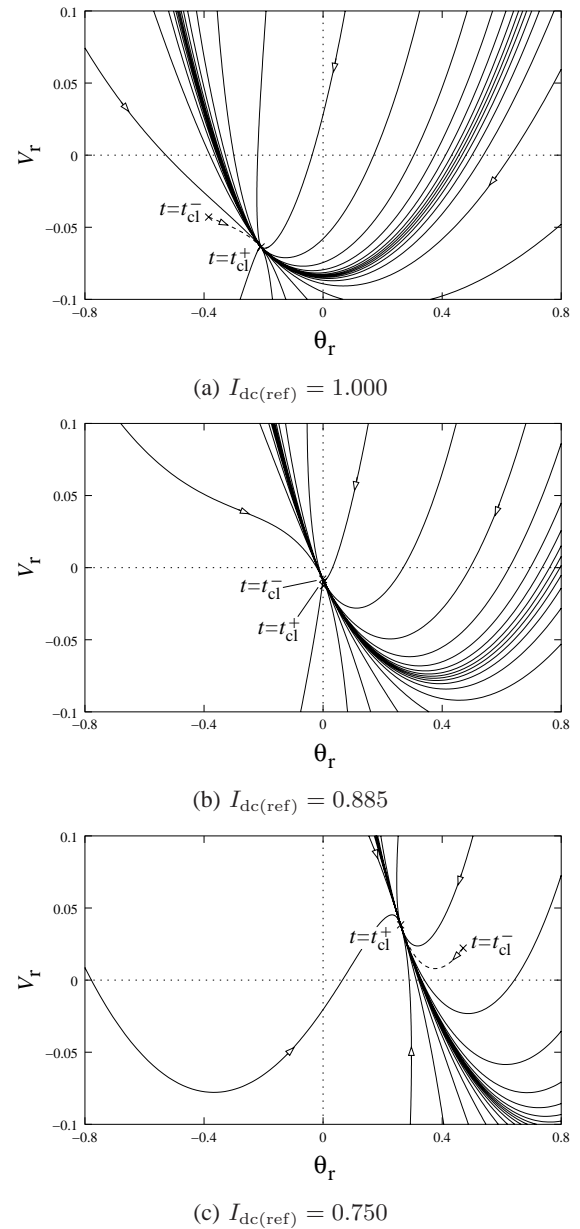 0.1
0.05
0
−0.05
−0.1
V_r
t=t_cl^−
t=t_cl^+
−0.8 −0.4 0 0.4 0.8
θ_r
(a) I_dc(ref) = 1.000
0.1
0.05
0
−0.05
−0.1
V_r
t=t_cl^−
t=t_cl^+
−0.8 −0.4 0 0.4 0.8
θ_r
(b) I_dc(ref) = 0.885
0.1
0.05
0
−0.05
−0.1
V_r
t=t_cl^+
t=t_cl^−
−0.8 −0.4 0 0.4 0.8
θ_r
(c) I_dc(ref) = 0.750